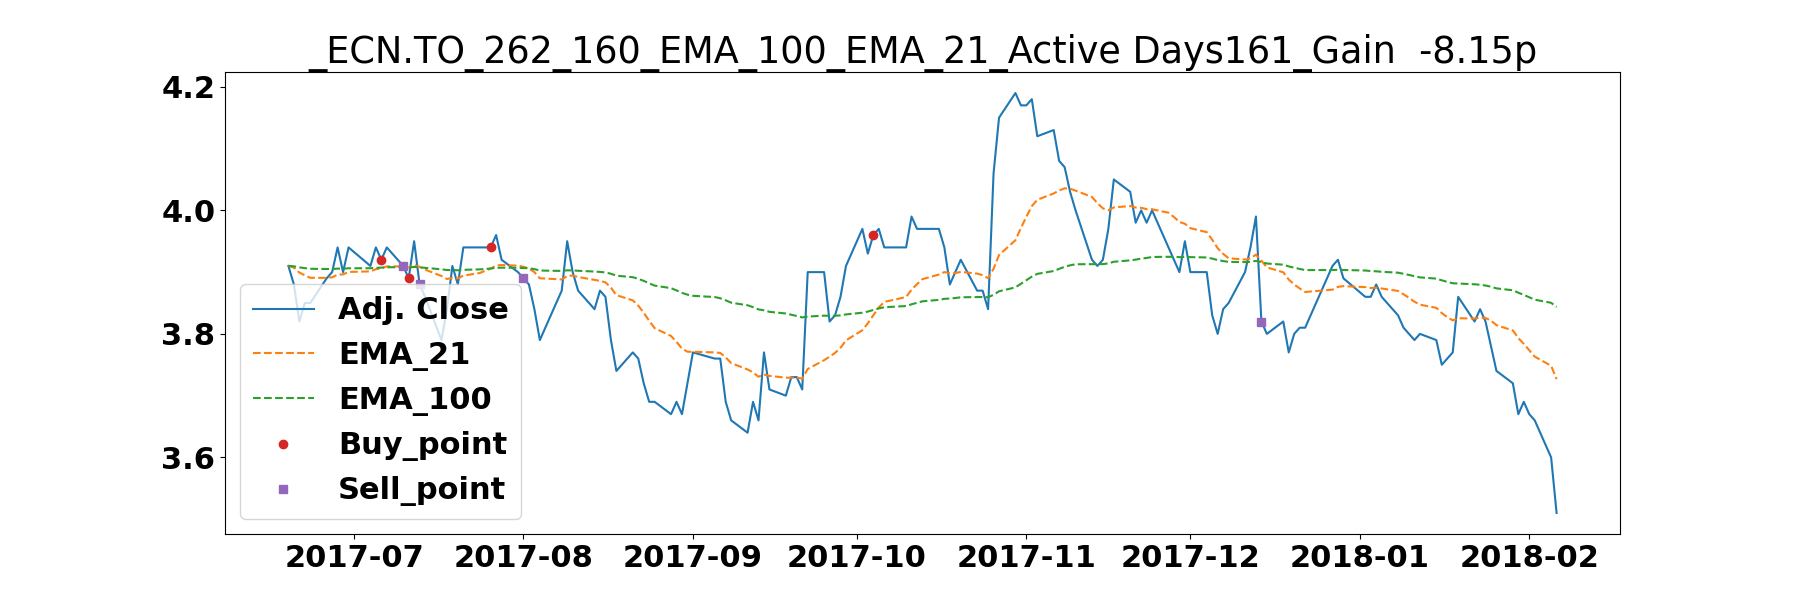 _ECN.TO_262_160_EMA_100_EMA_21_Active Days161_Gain  -8.15p
4.2
4.0
3.8
3.6
Adj. Close
EMA_21
EMA_100
Buy_point
Sell_point
2017-07 2017-08 2017-09 2017-10 2017-11 2017-12 2018-01 2018-02